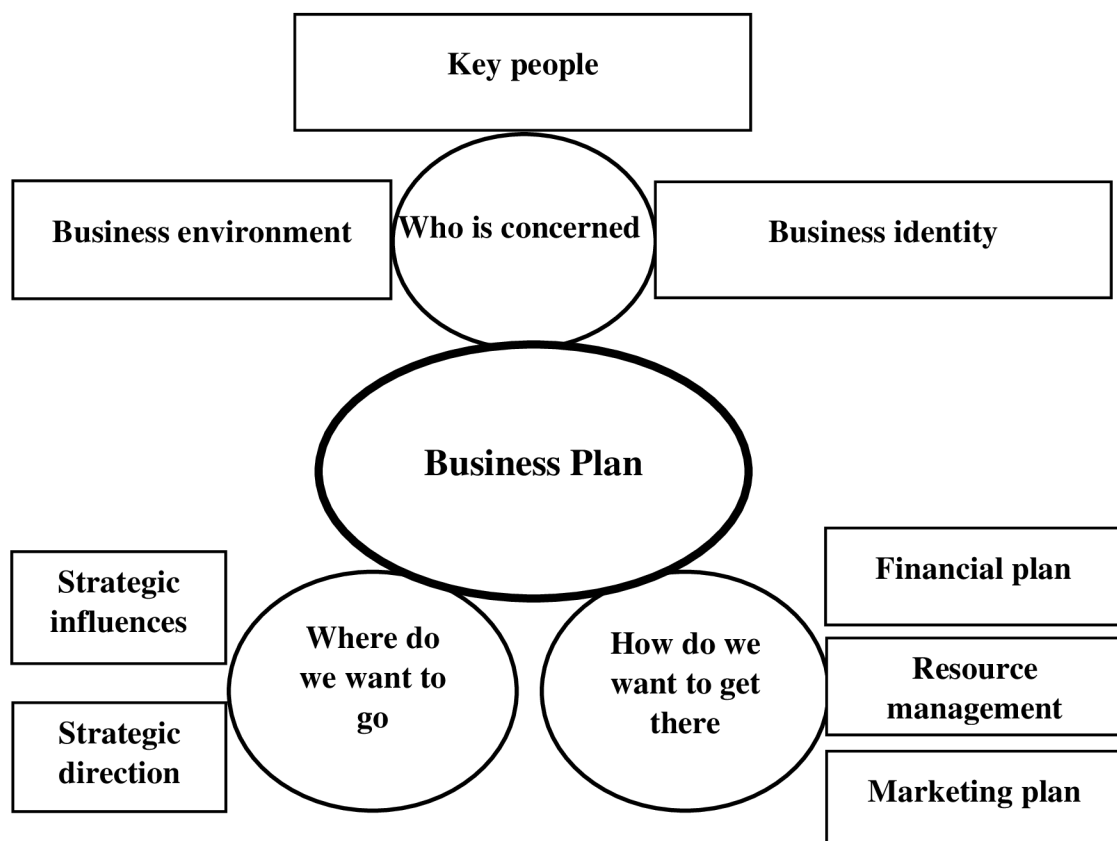 Key people
Business environment
Who is concerned
Business identity
Business Plan
Strategic
influences
Strategic
direction
Where do
we want to
go
How do we
want to get
there
Financial plan
Resource
management
Marketing plan